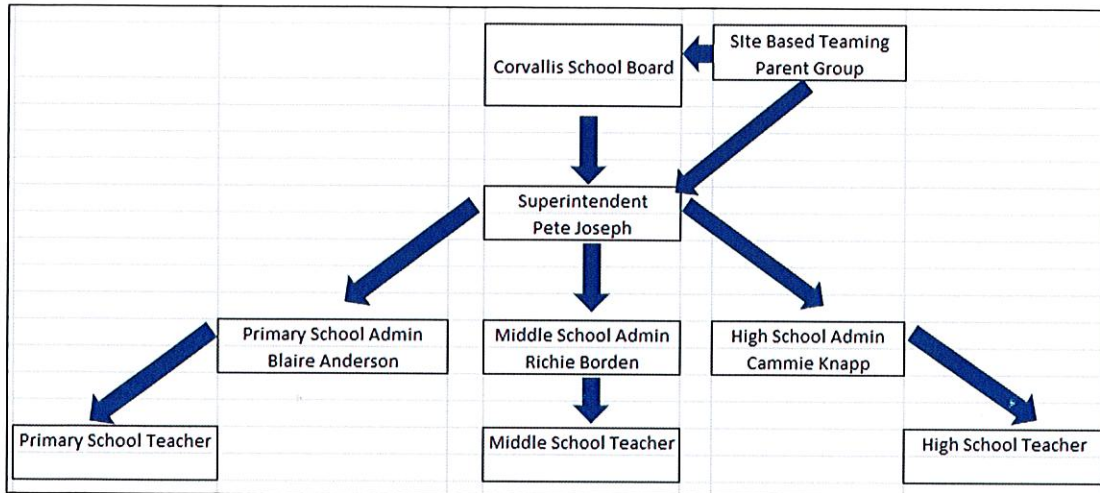 Corvallis School Board
SIte Based Teaming
Parent Group
Superintendent
Pete Joseph
Primary School Admin
Blaire Anderson
Middle School Admin
Richie Borden
High School Admin
Cammie Knapp
Primary School Teacher
Middle School Teacher
High School Teacher